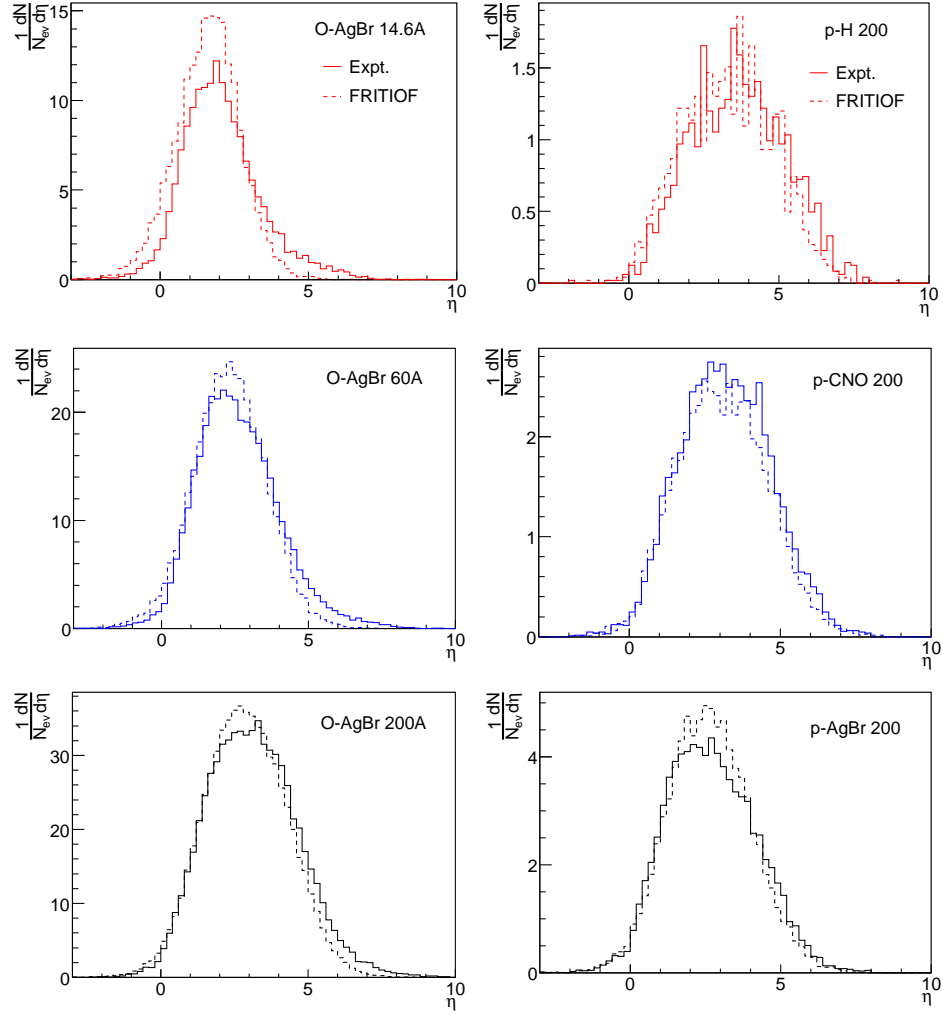 1 dN
N_ev dη
15
10
5
0
0 5 10
η
O-AgBr 14.6A
Expt.
FRITIOF
1 dN
N_ev dη
1.5
1
0.5
0
0 5 10
η
p-H 200
Expt.
FRITIOF
1 dN
N_ev dη
20
10
0
0 5 10
η
O-AgBr 60A
1 dN
N_ev dη
2
1
0
0 5 10
η
p-CNO 200
1 dN
N_ev dη
30
20
10
0
0 5 10
η
O-AgBr 200A
1 dN
N_ev dη
4
2
0
0 5 10
η
p-AgBr 200